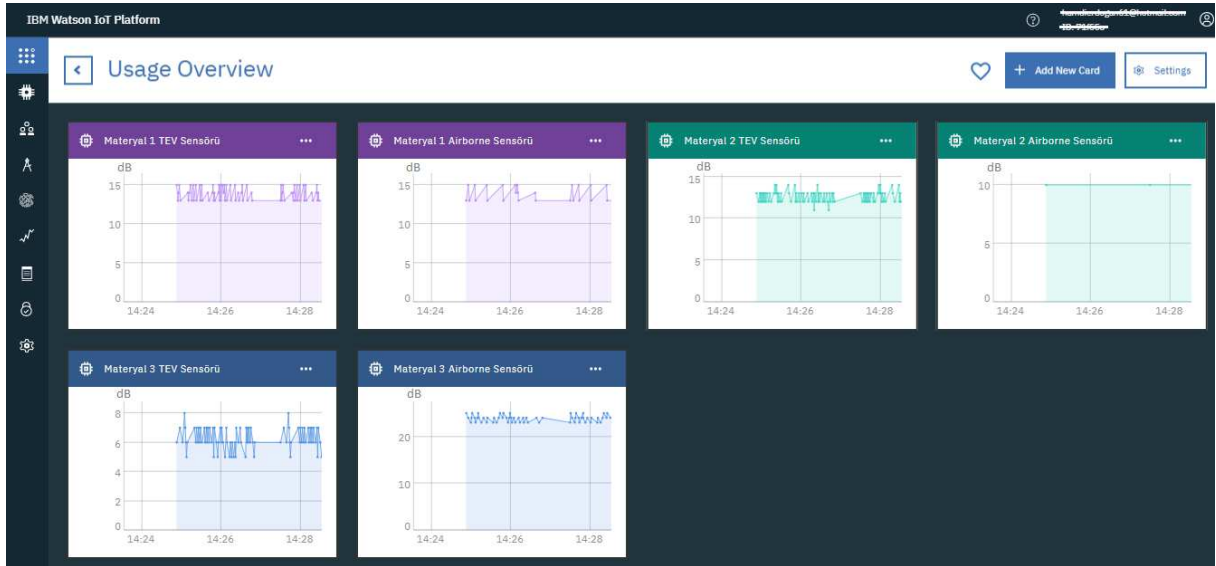 IBM Watson IoT Platform
Usage Overview
+ Add New Card
Settings
Materyal 1 TEV Sensörü
dB
15
10
5
0
14:24 14:26 14:28
Materyal 1 Airborne Sensörü
dB
15
10
5
0
14:24 14:26 14:28
Materyal 2 TEV Sensörü
dB
15
10
5
0
14:24 14:26 14:28
Materyal 2 Airborne Sensörü
dB
10
5
0
14:24 14:26 14:28
Materyal 3 TEV Sensörü
dB
8
6
4
2
0
14:24 14:26 14:28
Materyal 3 Airborne Sensörü
dB
20
10
0
14:24 14:26 14:28